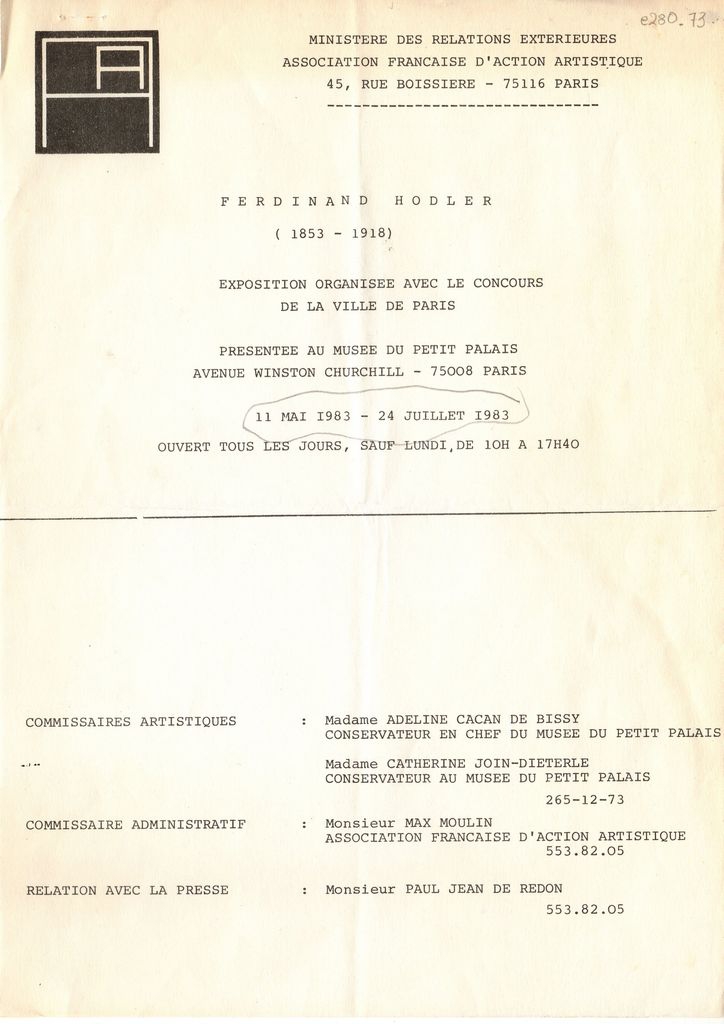 e280.73
MINISTERE DES RELATIONS EXTERIEURES
ASSOCIATION FRANCAISE D'ACTION ARTISTIQUE
45, RUE BOISSIERE - 75116 PARIS
------------------------------
FERDINAND HODLER
( 1853 - 1918)
EXPOSITION ORGANISEE AVEC LE CONCOURS
DE LA VILLE DE PARIS
PRESENTEE AU MUSEE DU PETIT PALAIS
AVENUE WINSTON CHURCHILL - 75008 PARIS
11 MAI 1983 - 24 JUILLET 1983
OUVERT TOUS LES JOURS, SAUF LUNDI, DE 10H A 17H40
COMMISSAIRES ARTISTIQUES : Madame ADELINE CACAN DE BISSY
CONSERVATEUR EN CHEF DU MUSEE DU PETIT PALAIS
Madame CATHERINE JOIN-DIETERLE
CONSERVATEUR AU MUSEE DU PETIT PALAIS
265-12-73
COMMISSAIRE ADMINISTRATIF : Monsieur MAX MOULIN
ASSOCIATION FRANCAISE D'ACTION ARTISTIQUE
553.82.05
RELATION AVEC LA PRESSE : Monsieur PAUL JEAN DE REDON
553.82.05